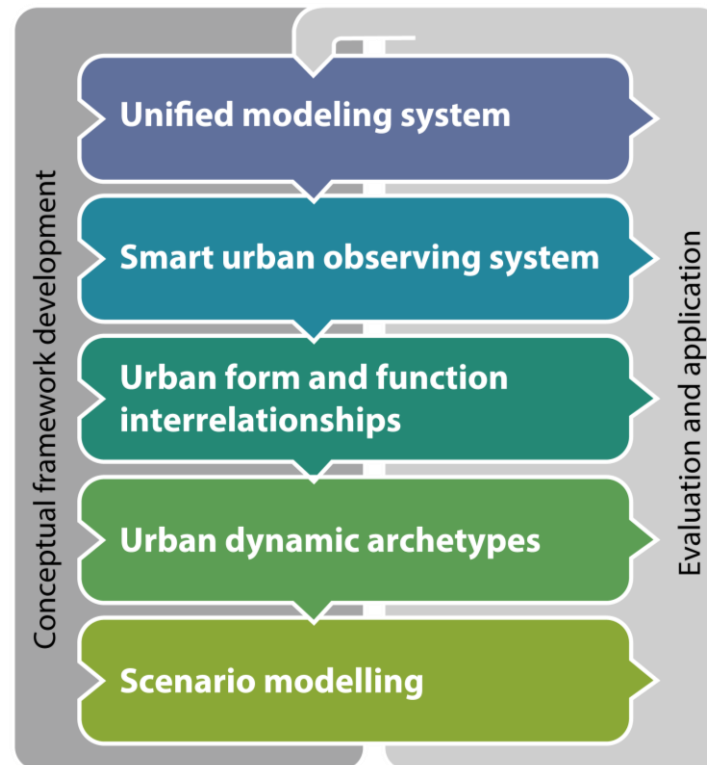 Conceptual framework development
Unified modeling system
Smart urban observing system
Urban form and function
interrelationships
Urban dynamic archetypes
Scenario modelling
Evaluation and application